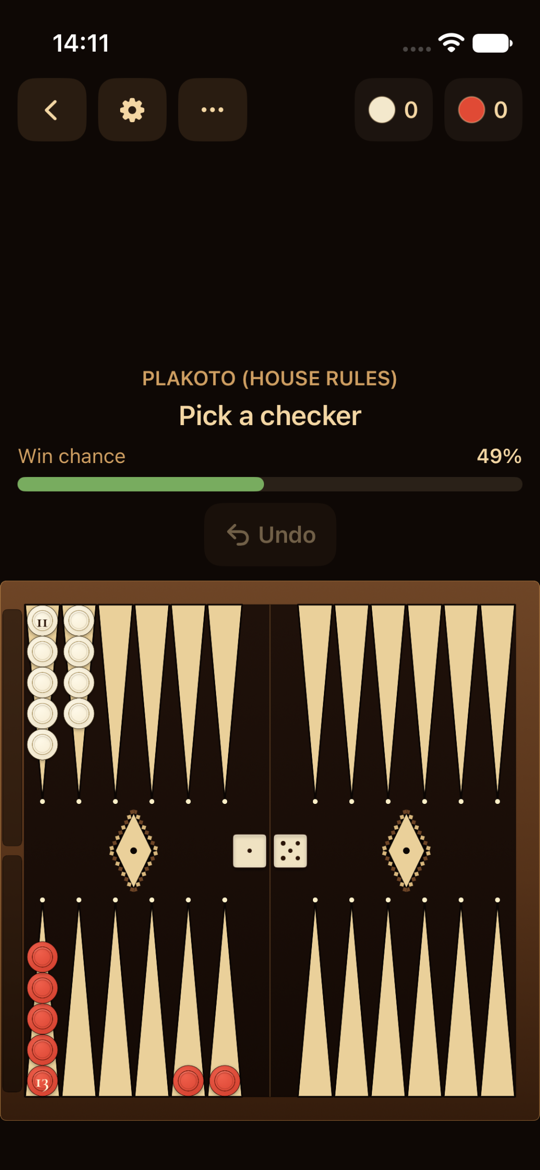 14:11
0 0
PLAKOTO (HOUSE RULES)
Pick a checker
Win chance 49%
Undo
11
13